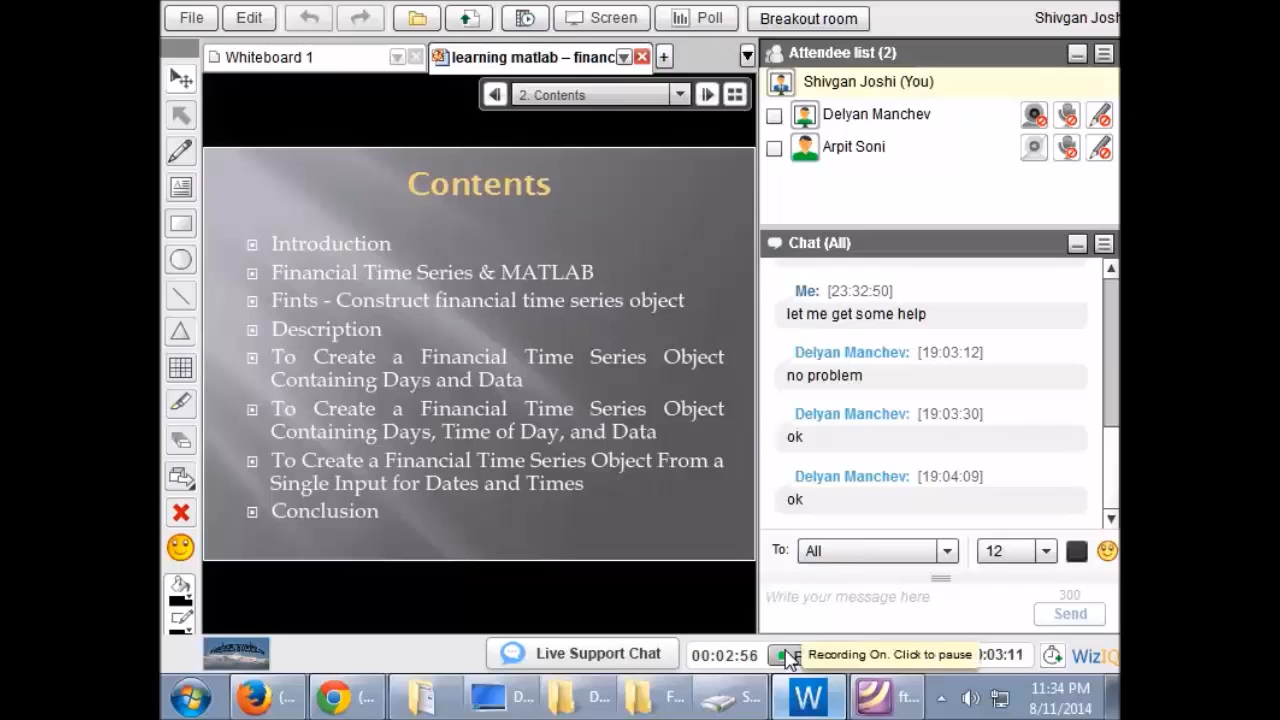 File
Edit
Screen
Poll
Breakout room
Shivgan Josh
Whiteboard 1
learning matlab – financ
2. Contents
Contents
Introduction
Financial Time Series & MATLAB
Fints - Construct financial time series object
Description
To Create a Financial Time Series Object
Containing Days and Data
To Create a Financial Time Series Object
Containing Days, Time of Day, and Data
To Create a Financial Time Series Object From a
Single Input for Dates and Times
Conclusion
Attendee list (2)
Shivgan Joshi (You)
Delyan Manchev
Arpit Soni
Chat (All)
Me: [23:32:50]
let me get some help
Delyan Manchev: [19:03:12]
no problem
Delyan Manchev: [19:03:30]
ok
Delyan Manchev: [19:04:09]
ok
To: All 12
Write your message here
300
Send
Live Support Chat
00:02:56
Recording On. Click to pause
:03:11
WizIQ
(...
(...
D...
D...
F...
S...
W
ft...
11:34 PM
8/11/2014